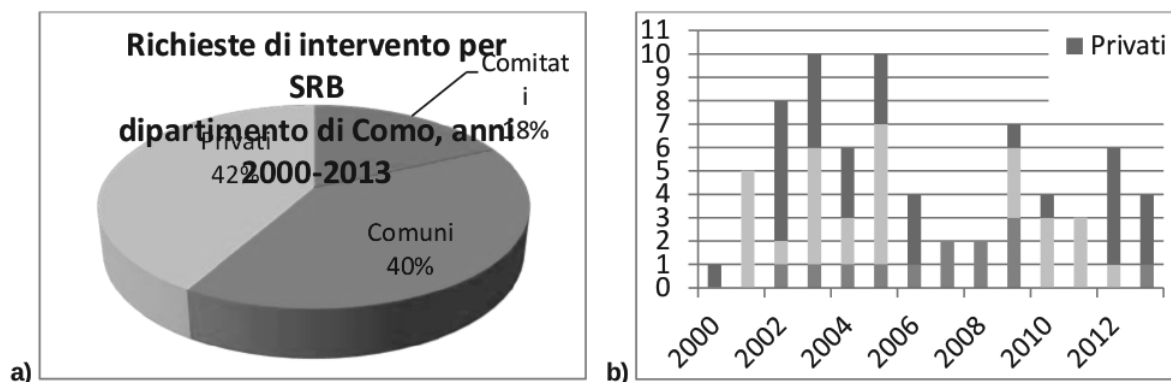 Richieste di intervento per
SRB
dipartimento di Como, anni
2000-2013
Comitat
i
18%
Privati
42%
Comuni
40%
a)
11
10
9
8
7
6
5
4
3
2
1
0
2000
2002
2004
2006
2008
2010
2012
Privati
b)